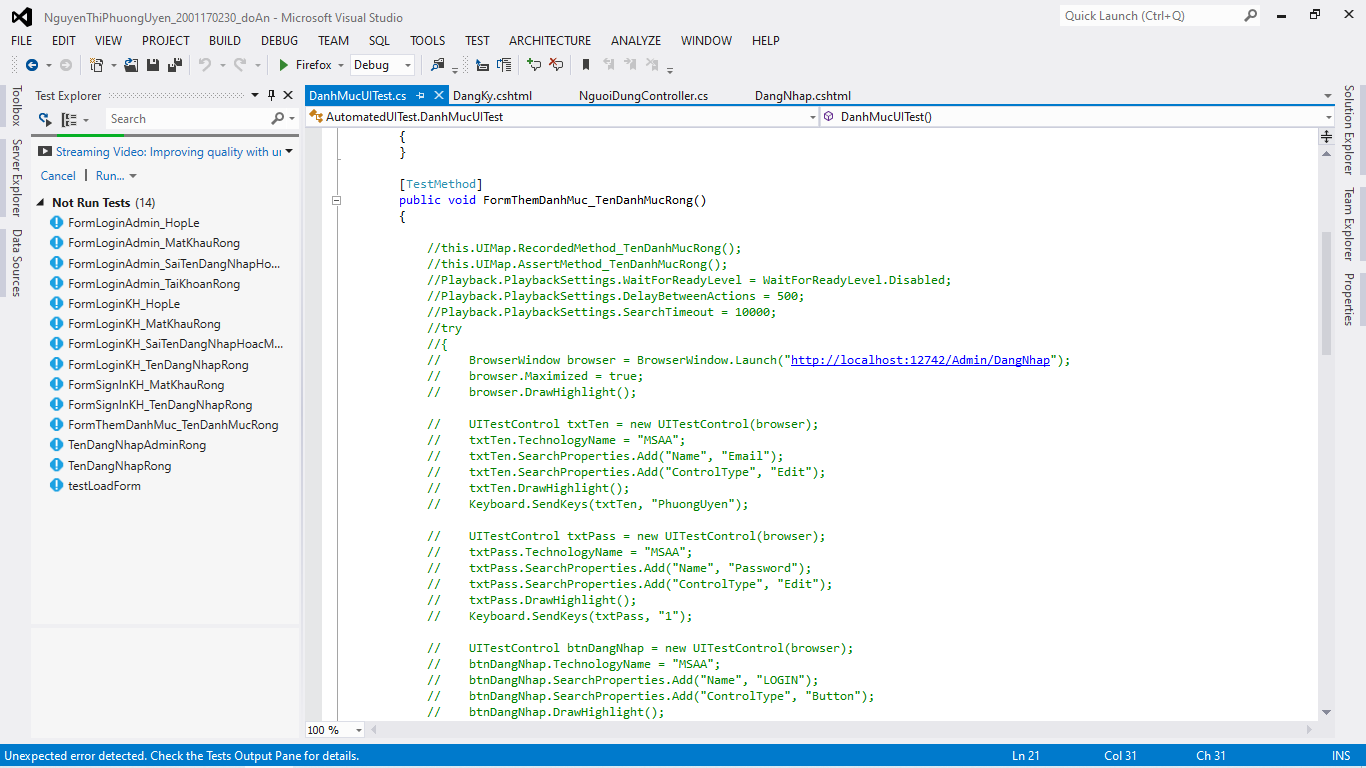 NguyenThiPhuongUyen_2001170230_doAn - Microsoft Visual Studio
Quick Launch (Ctrl+Q)
FILE EDIT VIEW PROJECT BUILD DEBUG TEAM SQL TOOLS TEST ARCHITECTURE ANALYZE WINDOW HELP
Firefox Debug
Toolbox
Server Explorer
Data Sources
Test Explorer
Search
Streaming Video: Improving quality with ur
Cancel | Run...
Not Run Tests (14)
FormLoginAdmin_HopLe
FormLoginAdmin_MatKhauRong
FormLoginAdmin_SaiTenDangNhapHo...
FormLoginAdmin_TaiKhoanRong
FormLoginKH_HopLe
FormLoginKH_MatKhauRong
FormLoginKH_SaiTenDangNhapHoacM...
FormLoginKH_TenDangNhapRong
FormSignInKH_MatKhauRong
FormSignInKH_TenDangNhapRong
FormThemDanhMuc_TenDanhMucRong
TenDangNhapAdminRong
TenDangNhapRong
testLoadForm
DanhMucUITest.cs DangKy.cshtml NguoiDungController.cs DangNhap.cshtml
AutomatedUITest.DanhMucUITest DanhMucUITest()
{
}
[TestMethod]
public void FormThemDanhMuc_TenDanhMucRong()
{
//this.UIMap.RecordedMethod_TenDanhMucRong();
//this.UIMap.AssertMethod_TenDanhMucRong();
//Playback.PlaybackSettings.WaitForReadyLevel = WaitForReadyLevel.Disabled;
//Playback.PlaybackSettings.DelayBetweenActions = 500;
//Playback.PlaybackSettings.SearchTimeout = 10000;
//try
//{
// BrowserWindow browser = BrowserWindow.Launch("http://localhost:12742/Admin/DangNhap");
// browser.Maximized = true;
// browser.DrawHighlight();
// UITestControl txtTen = new UITestControl(browser);
// txtTen.TechnologyName = "MSAA";
// txtTen.SearchProperties.Add("Name", "Email");
// txtTen.SearchProperties.Add("ControlType", "Edit");
// txtTen.DrawHighlight();
// Keyboard.SendKeys(txtTen, "PhuongUyen");
// UITestControl txtPass = new UITestControl(browser);
// txtPass.TechnologyName = "MSAA";
// txtPass.SearchProperties.Add("Name", "Password");
// txtPass.SearchProperties.Add("ControlType", "Edit");
// txtPass.DrawHighlight();
// Keyboard.SendKeys(txtPass, "1");
// UITestControl btnDangNhap = new UITestControl(browser);
// btnDangNhap.TechnologyName = "MSAA";
// btnDangNhap.SearchProperties.Add("Name", "LOGIN");
// btnDangNhap.SearchProperties.Add("ControlType", "Button");
// btnDangNhap.DrawHighlight();
100 %
Solution Explorer
Team Explorer
Properties
Unexpected error detected. Check the Tests Output Pane for details. Ln 21 Col 31 Ch 31 INS